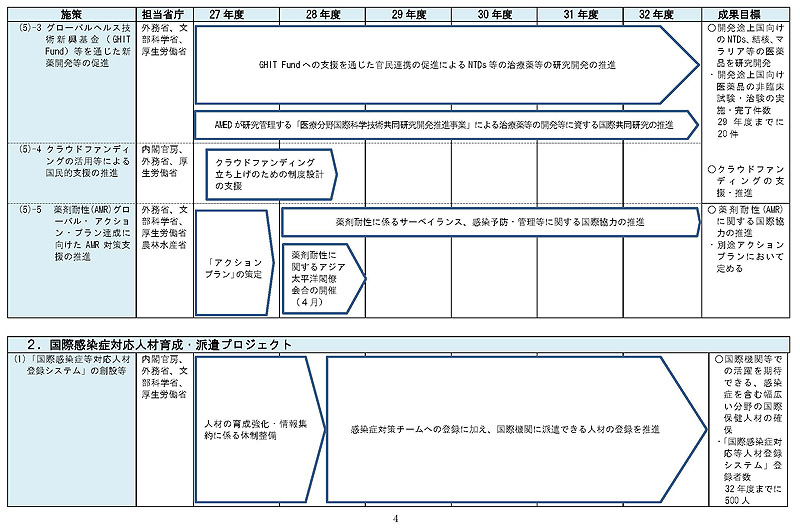 施策 担当省庁 27年度 28年度 29年度 30年度 31年度 32年度 成果目標
(5)-3 グローバルヘルス技
術新興基金(GHIT
Fund)等を通じた新
薬開発等の促進
外務省、文
部科学省、
厚生労働省
GHIT Fundへの支援を通じた官民連携の促進によるNTDs等の治療薬等の研究開発の推進
AMEDが研究管理する「医療分野国際科学技術共同研究開発推進事業」による治療薬等の開発等に資する国際共同研究の推進
○開発途上国向け
のNTDs、結核、マ
ラリア等の医薬
品を研究開発
・開発途上国向け
医薬品の非臨床
試験・治験の実
施・完了件数
29年度までに
20件
(5)-4 クラウドファンディ
ングの活用等による
国民的支援の推進
内閣官房、
外務省、厚
生労働省
クラウドファンディング
立ち上げのための制度設計
の支援
○クラウドファン
ディングの支
援・推進
(5)-5 薬剤耐性(AMR)グロ
ーバル・アクショ
ン・プラン達成に
向けたAMR対策支
援の推進
外務省、文
部科学省、
厚生労働省
農林水産省
「アクション
プラン」の策定
薬剤耐性に係るサーベイランス、感染予防・管理等に関する国際協力の推進
薬剤耐性に
関するアジア
太平洋閣僚
会合の開催
(4月)
○薬剤耐性(AMR)
に関する国際協
力の推進
・別途アクション
プランにおいて
定める
2.国際感染症対応人材育成・派遣プロジェクト
(1)「国際感染症等対応人材
登録システム」の創設等
内閣官房、
外務省、文
部科学省、
厚生労働省
人材の育成強化・情報集
約に係る体制整備
感染症対策チームへの登録に加え、国際機関に派遣できる人材の登録を推進
○国際機関等で
の活躍を期待
できる、感染
症を含む幅広
い分野の国際
保健人材の確
保
・「国際感染症対
応等人材登録
システム」登
録者数
32年度までに
500人
4